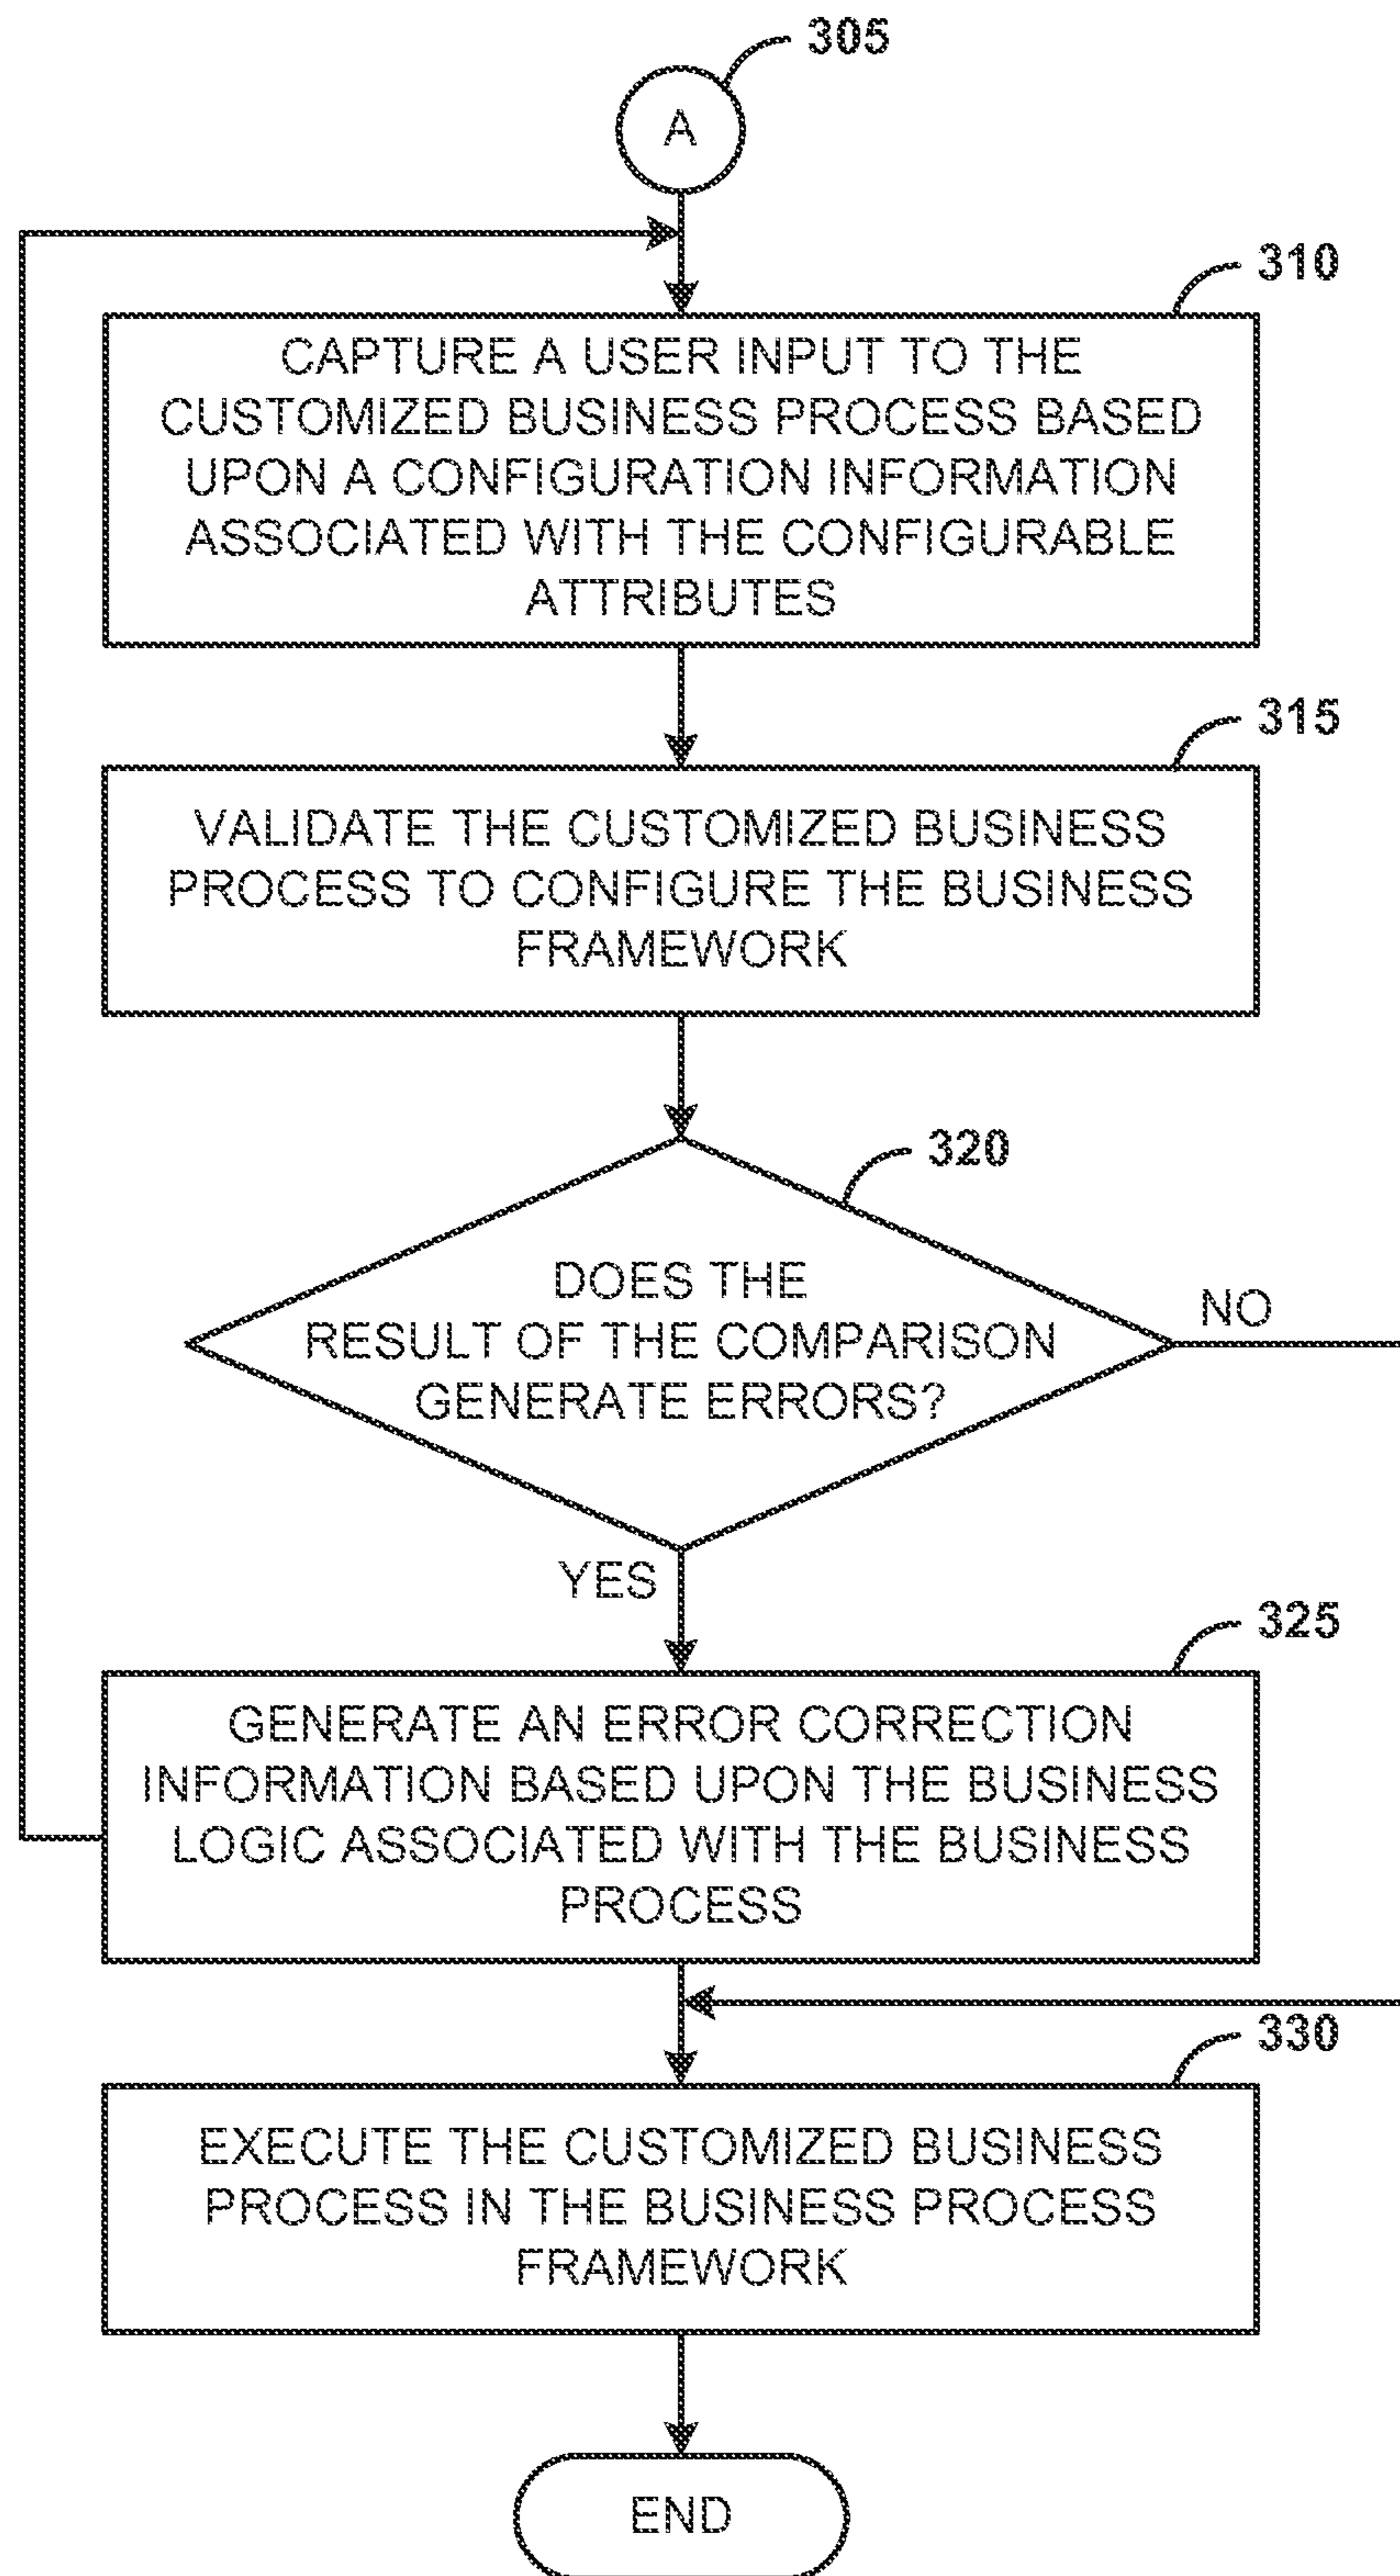 305
A
310
CAPTURE A USER INPUT TO THE
CUSTOMIZED BUSINESS PROCESS BASED
UPON A CONFIGURATION INFORMATION
ASSOCIATED WITH THE CONFIGURABLE
ATTRIBUTES
315
VALIDATE THE CUSTOMIZED BUSINESS
PROCESS TO CONFIGURE THE BUSINESS
FRAMEWORK
320
DOES THE
RESULT OF THE COMPARISON
GENERATE ERRORS?
NO
YES
325
GENERATE AN ERROR CORRECTION
INFORMATION BASED UPON THE BUSINESS
LOGIC ASSOCIATED WITH THE BUSINESS
PROCESS
330
EXECUTE THE CUSTOMIZED BUSINESS
PROCESS IN THE BUSINESS PROCESS
FRAMEWORK
END